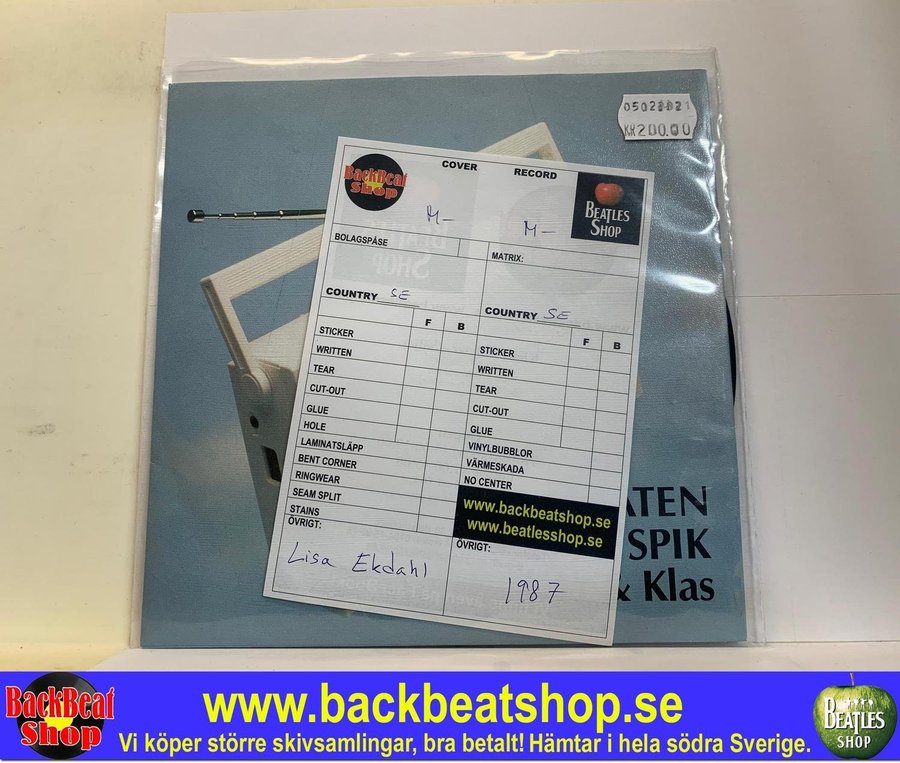 05022021
KR200.00
COVER RECORD
BackBeat
Shop
BEATLES
SHOP
M- M-
BOLAGSPÅSE
MATRIX:
COUNTRY SE
COUNTRY SE
F B
F B
STICKER
WRITTEN
TEAR
CUT-OUT
GLUE
HOLE
LAMINATSLÄPP
BENT CORNER
RINGWEAR
SEAM SPLIT
STAINS
ÖVRIGT:
Lisa Ekdahl
STICKER
WRITTEN
TEAR
CUT-OUT
GLUE
VINYLBUBBLOR
VÄRMESKADA
NO CENTER
www.backbeatshop.se
www.beatlesshop.se
ÖVRIGT:
1987
ATEN
SPIK
& Klas
BackBeat
Shop
www.backbeatshop.se
Vi köper större skivsamlingar, bra betalt! Hämtar i hela södra Sverige.
BEATLES
SHOP